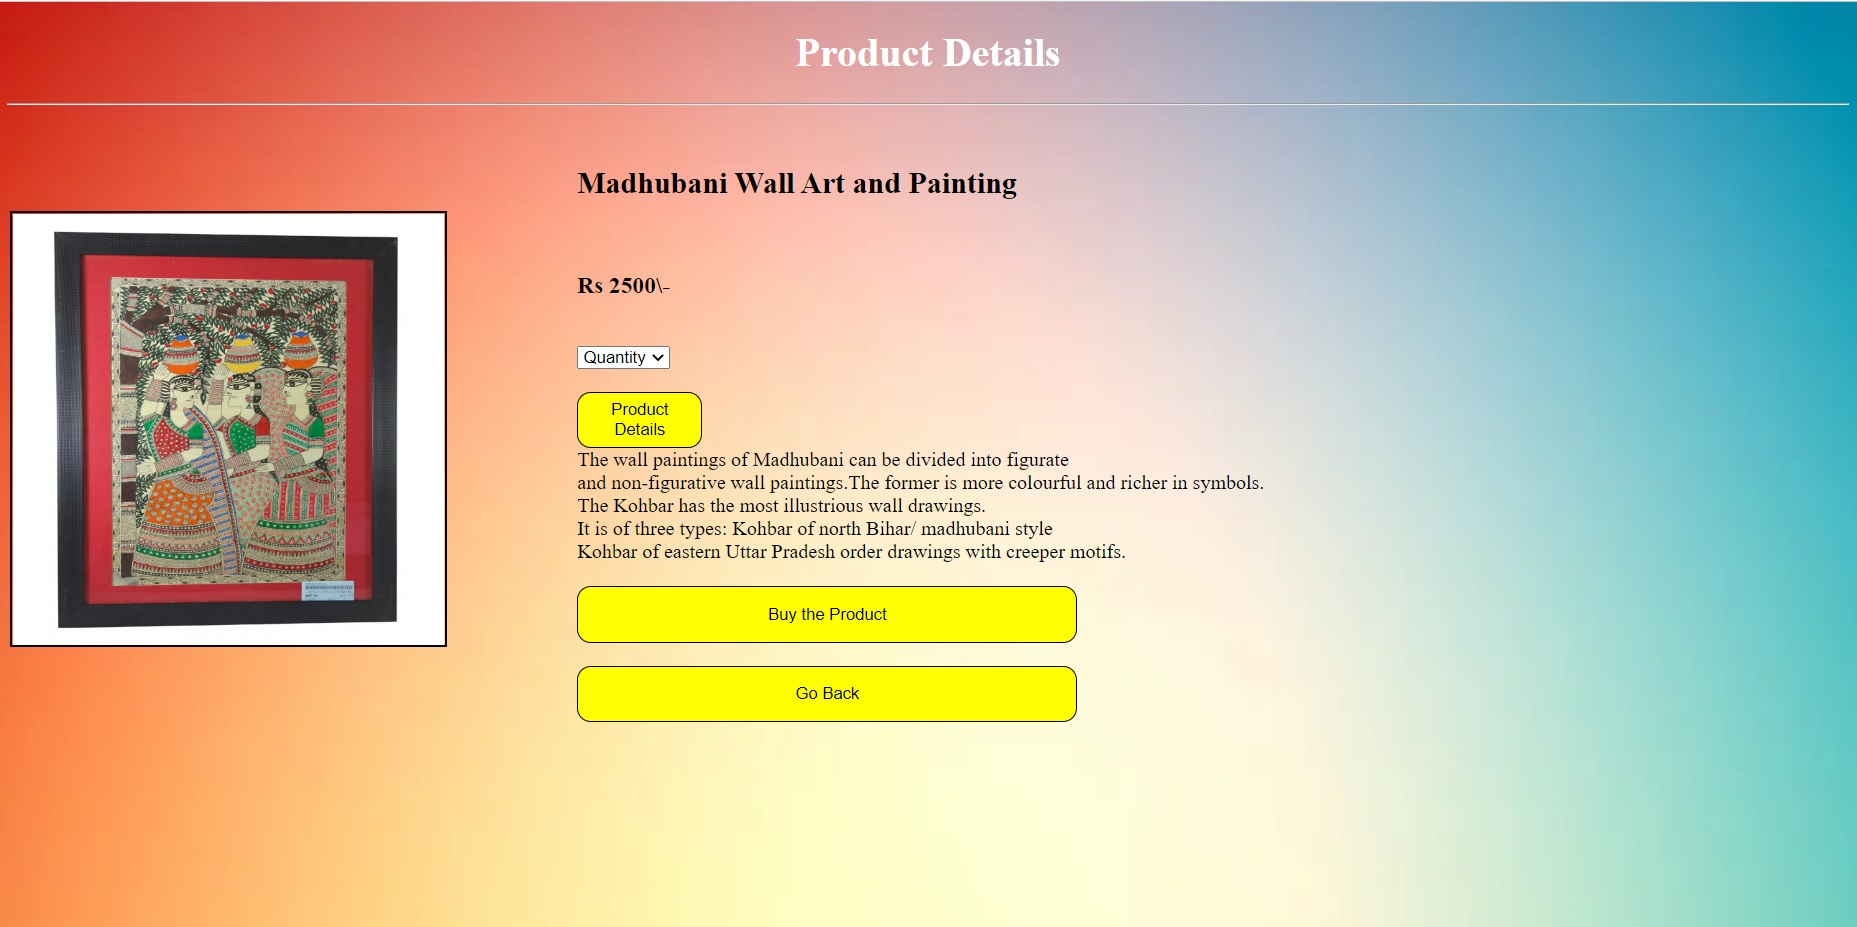 Product Details
Madhubani Wall Art and Painting
Rs 2500\-
Quantity
Product
Details
The wall paintings of Madhubani can be divided into figurate
and non-figurative wall paintings.The former is more colourful and richer in symbols.
The Kohbar has the most illustrious wall drawings.
It is of three types: Kohbar of north Bihar/ madhubani style
Kohbar of eastern Uttar Pradesh order drawings with creeper motifs.
Buy the Product
Go Back